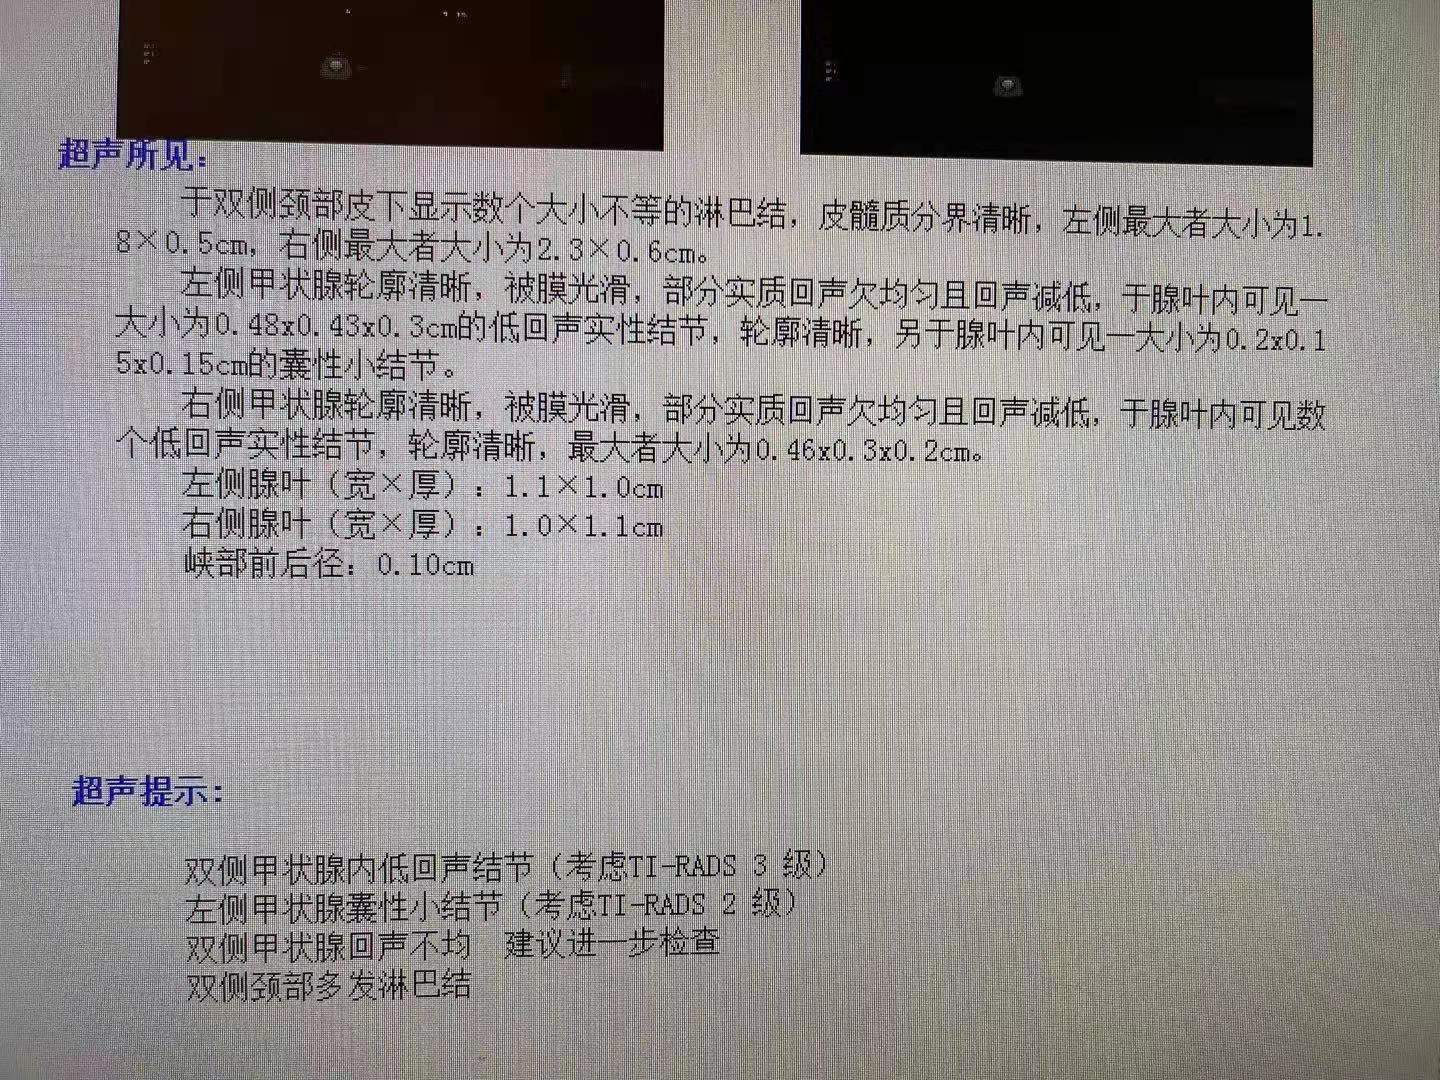 超声所见:
于双侧颈部皮下显示数个大小不等的淋巴结，皮髓质分界清晰，左侧最大者大小为1.
8×0.5cm，右侧最大者大小为2.3×0.6cm。
左侧甲状腺轮廓清晰，被膜光滑，部分实质回声欠均匀且回声减低，于腺叶内可见一
大小为0.48x0.43x0.3cm的低回声实性结节，轮廓清晰，另于腺叶内可见一大小为0.2x0.1
5x0.15cm的囊性小结节。
右侧甲状腺轮廓清晰，被膜光滑，部分实质回声欠均匀且回声减低，于腺叶内可见数
个低回声实性结节，轮廓清晰，最大者大小为0.46x0.3x0.2cm。
左侧腺叶（宽×厚）：1.1×1.0cm
右侧腺叶（宽×厚）：1.0×1.1cm
峡部前后径：0.10cm
超声提示:
双侧甲状腺内低回声结节（考虑TI-RADS 3 级）
左侧甲状腺囊性小结节（考虑TI-RADS 2 级）
双侧甲状腺回声不均 建议进一步检查
双侧颈部多发淋巴结